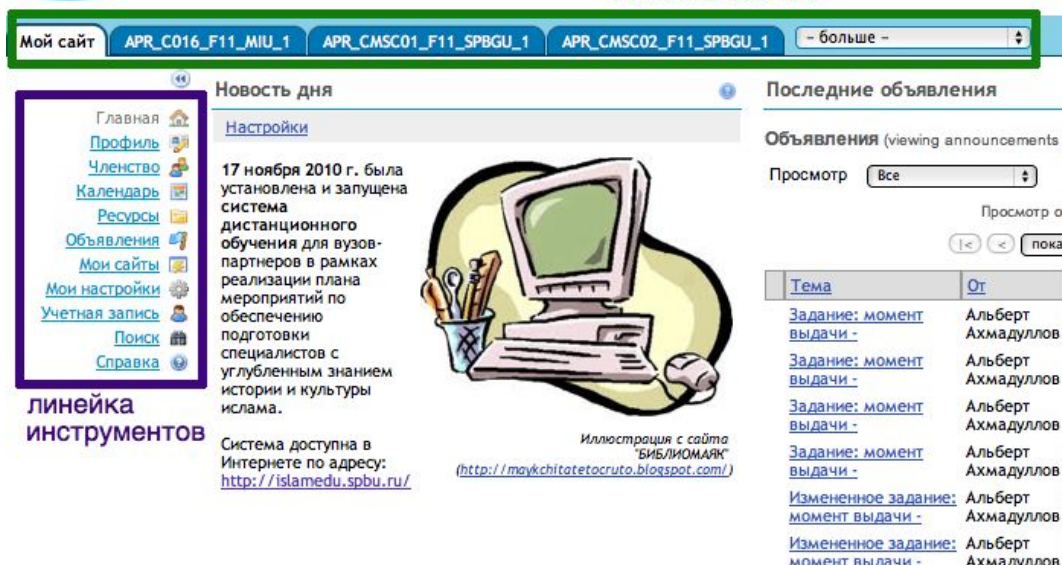 Мой сайт APR_C016_F11_MIU_1 APR_CMSC01_F11_SPBGU_1 APR_CMSC02_F11_SPBGU_1 - больше -
Главная
Профиль
Членство
Календарь
Ресурсы
Объявления
Мои сайты
Мои настройки
Учетная запись
Поиск
Справка
линейка
инструментов
Новость дня
Настройки
17 ноября 2010 г. была
установлена и запущена
система
дистанционного
обучения для вузов-
партнеров в рамках
реализации плана
мероприятий по
обеспечению
подготовки
специалистов с
углубленным знанием
истории и культуры
ислама.
Система доступна в
Интернете по адресу:
http://islamedu.spbu.ru/
Иллюстрация с сайта
"БИБЛИОМАЯК"
(http://maykchitatetocruto.blogspot.com/)
Последние объявления
Объявления (viewing announcements
Просмотр Все
Просмотр
|< <
Тема От
Задание: момент Альберт
выдачи - Ахмадуллов
Задание: момент Альберт
выдачи - Ахмадуллов
Задание: момент Альберт
выдачи - Ахмадуллов
Задание: момент Альберт
выдачи - Ахмадуллов
Измененное задание: Альберт
момент выдачи - Ахмадуллов
Измененное задание: Альберт
момент выдачи - Ахмадуллов